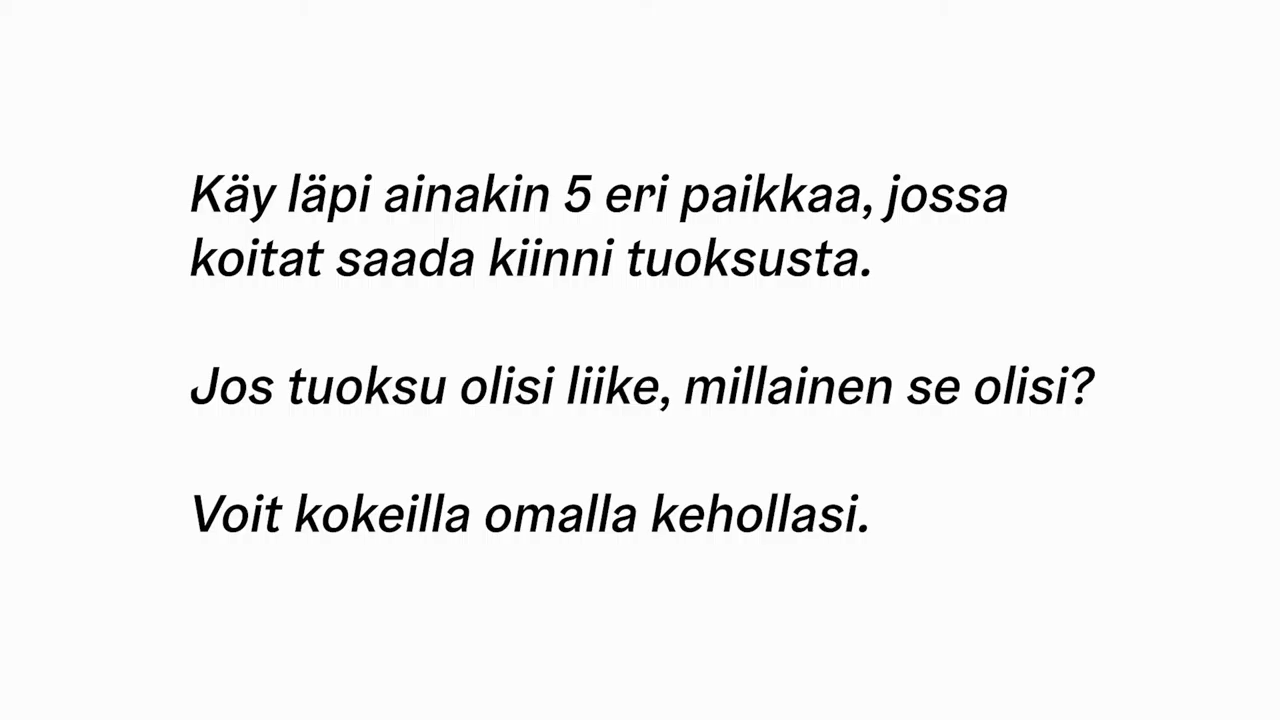 Käy läpi ainakin 5 eri paikkaa, jossa
koitat saada kiinni tuoksusta.
Jos tuoksu olisi liike, millainen se olisi?
Voit kokeilla omalla kehollasi.